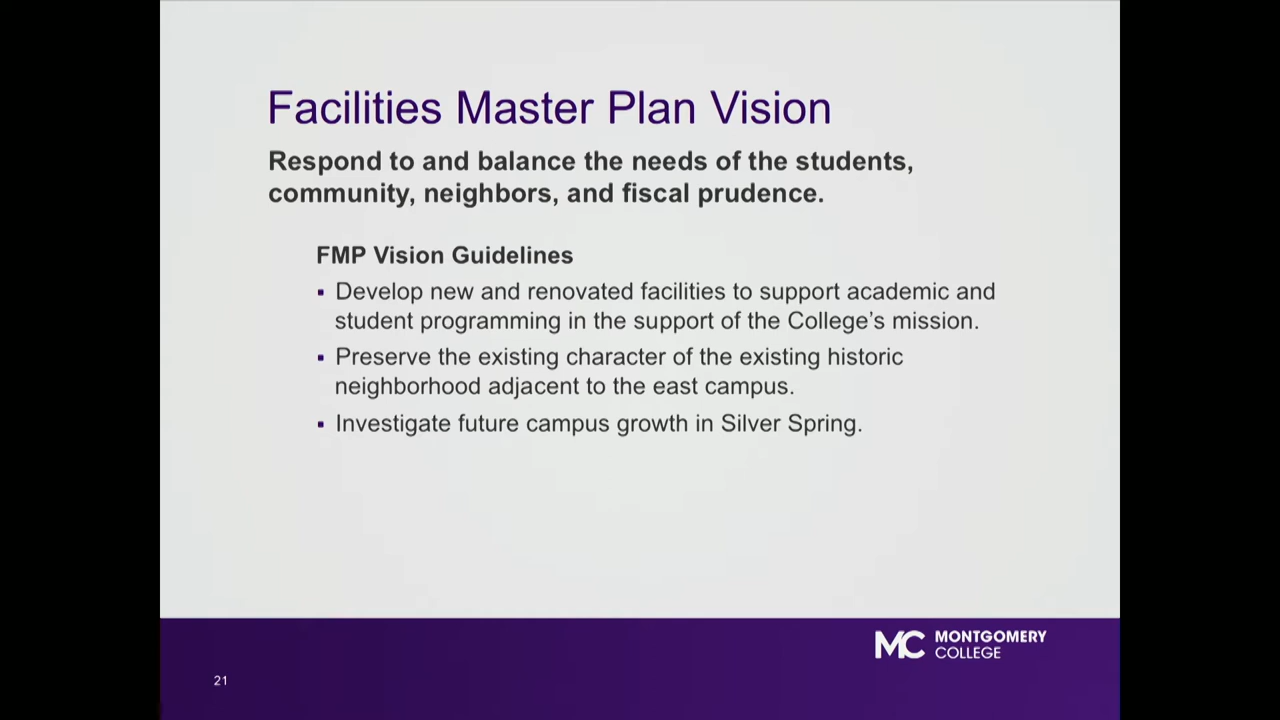 Facilities Master Plan Vision
Respond to and balance the needs of the students,
community, neighbors, and fiscal prudence.
FMP Vision Guidelines
▪ Develop new and renovated facilities to support academic and
student programming in the support of the College’s mission.
▪ Preserve the existing character of the existing historic
neighborhood adjacent to the east campus.
▪ Investigate future campus growth in Silver Spring.
MC MONTGOMERY
COLLEGE
21